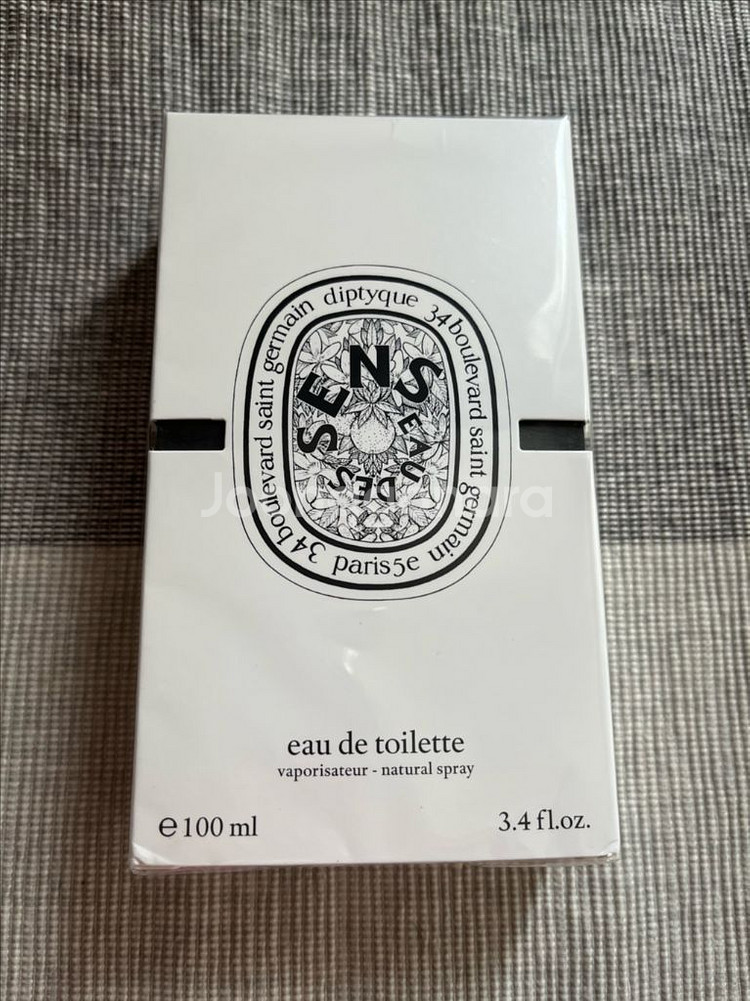 diptyque 34 boulevard saint germain paris5e 34 boulevard saint germain
EAU DES SENS
eau de toilette
vaporisateur - natural spray
e 100 ml
3.4 fl.oz.